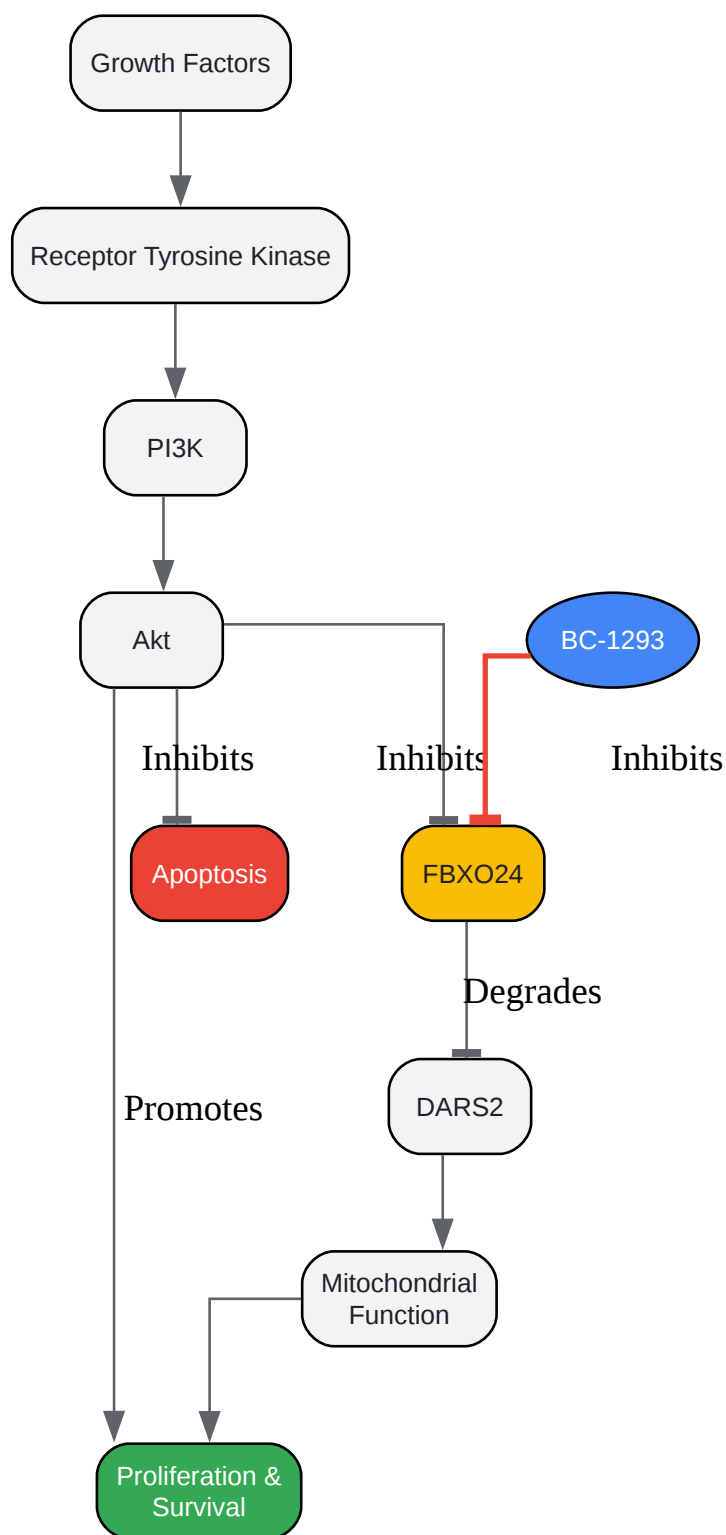 Growth Factors
Receptor Tyrosine Kinase
PI3K
Akt
BC-1293
Inhibits
Inhibits
Inhibits
Apoptosis
FBXO24
Degrades
DARS2
Promotes
Mitochondrial
Function
Proliferation &
Survival